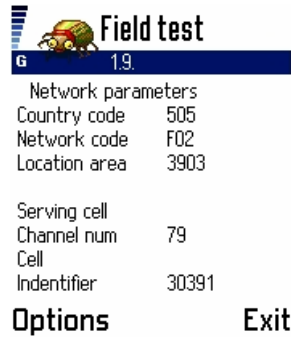 Field test
G 1.9.
Network parameters
Country code 505
Network code F02
Location area 3903
Serving cell
Channel num 79
Cell
Indentifier 30391
Options Exit